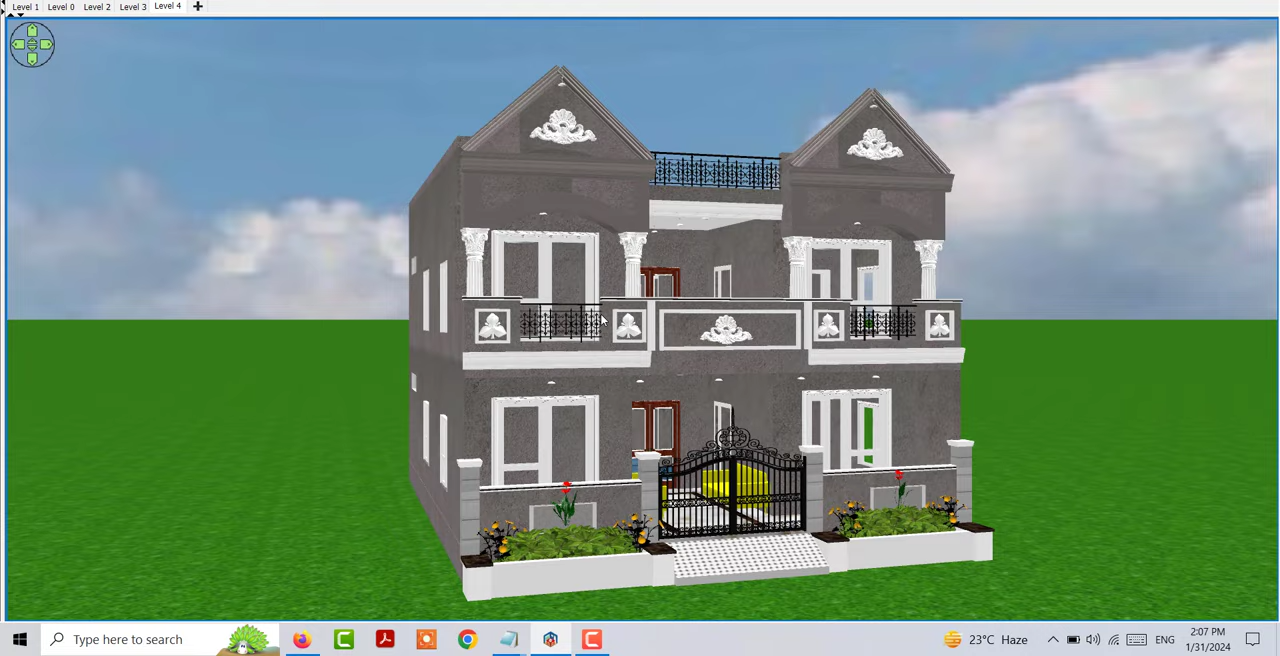 Level 1 Level 0 Level 2 Level 3 Level 4
Type here to search
23°C Haze
ENG
2:07 PM
1/31/2024